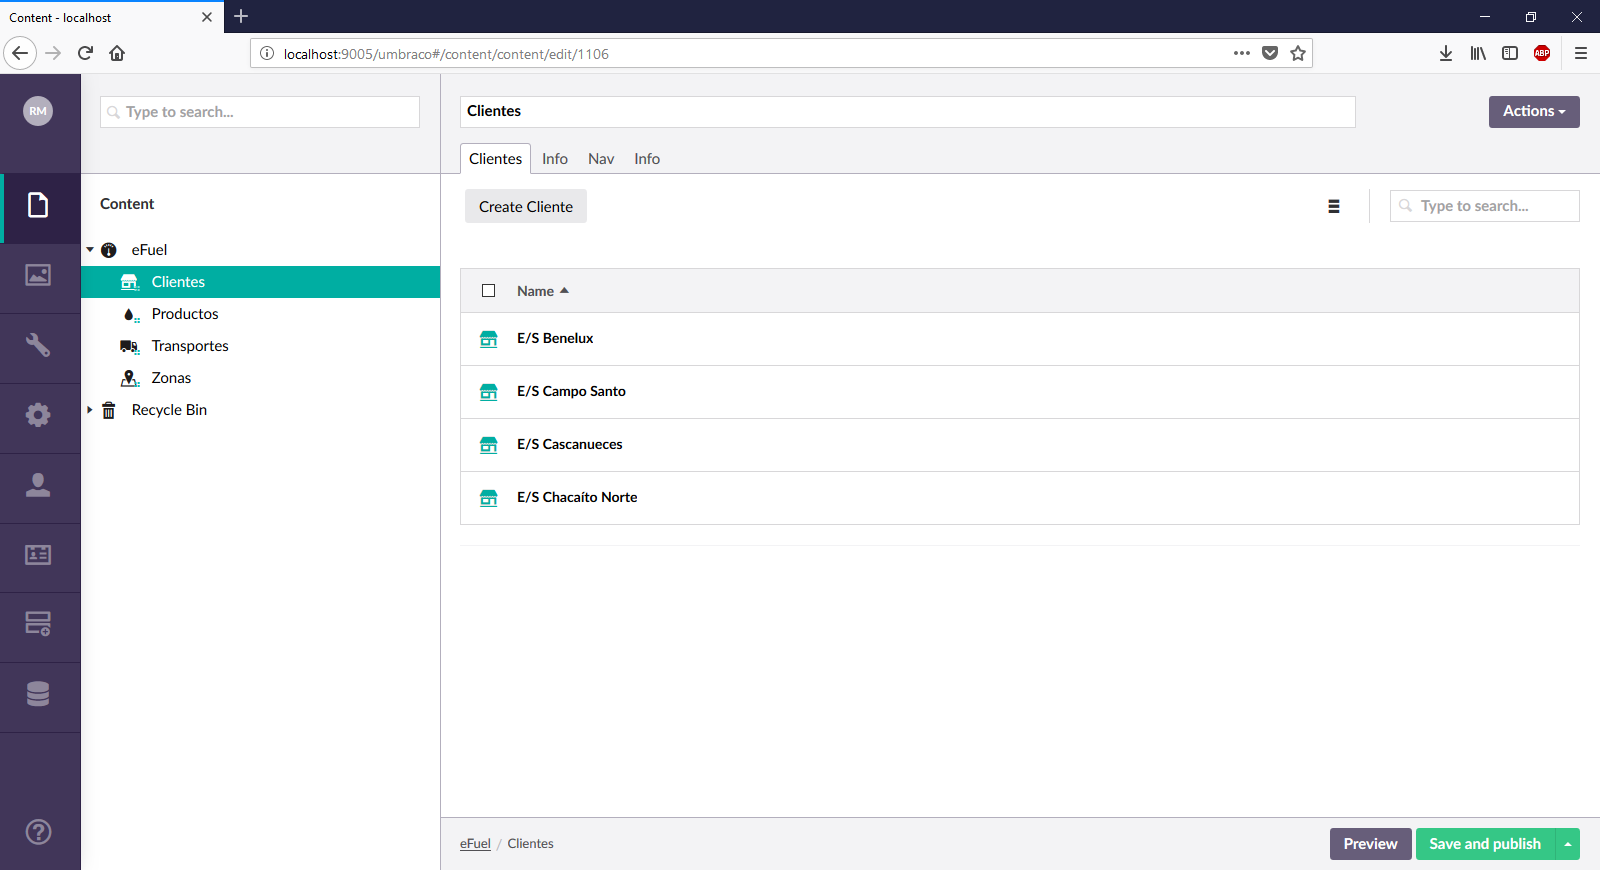 Content - localhost
localhost:9005/umbraco#/content/content/edit/1106
ABP
RM
Type to search...
Clientes
Actions
Clientes Info Nav Info
Content
Create Cliente
Type to search...
eFuel
Clientes
Productos
Transportes
Zonas
Recycle Bin
Name
E/S Benelux
E/S Campo Santo
E/S Cascanueces
E/S Chacaíto Norte
eFuel / Clientes
Preview
Save and publish